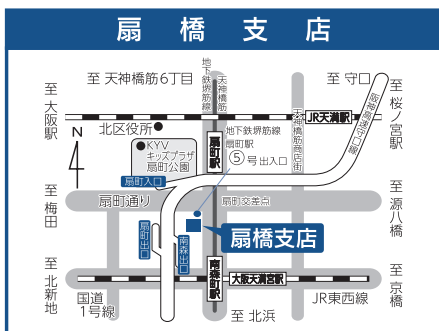 扇橋支店
至 天神橋筋6丁目
地下鉄堺筋線
天神橋筋
至 守口
至 大阪駅
至 桜ノ宮駅
JR天満駅
北区役所
N
天神橋筋商店街
阪神高速守口線
KYV
キッズプラザ
扇町公園
扇町駅
地下鉄堺筋線
扇町駅
⑤号出入口
扇町入口
至 梅田
扇町通り
扇町交差点
至 源八橋
扇町出口
南森出口
扇橋支店
至 北新地
南森町駅
大阪天満宮駅
至 京橋
国道
1号線
至 北浜
JR東西線